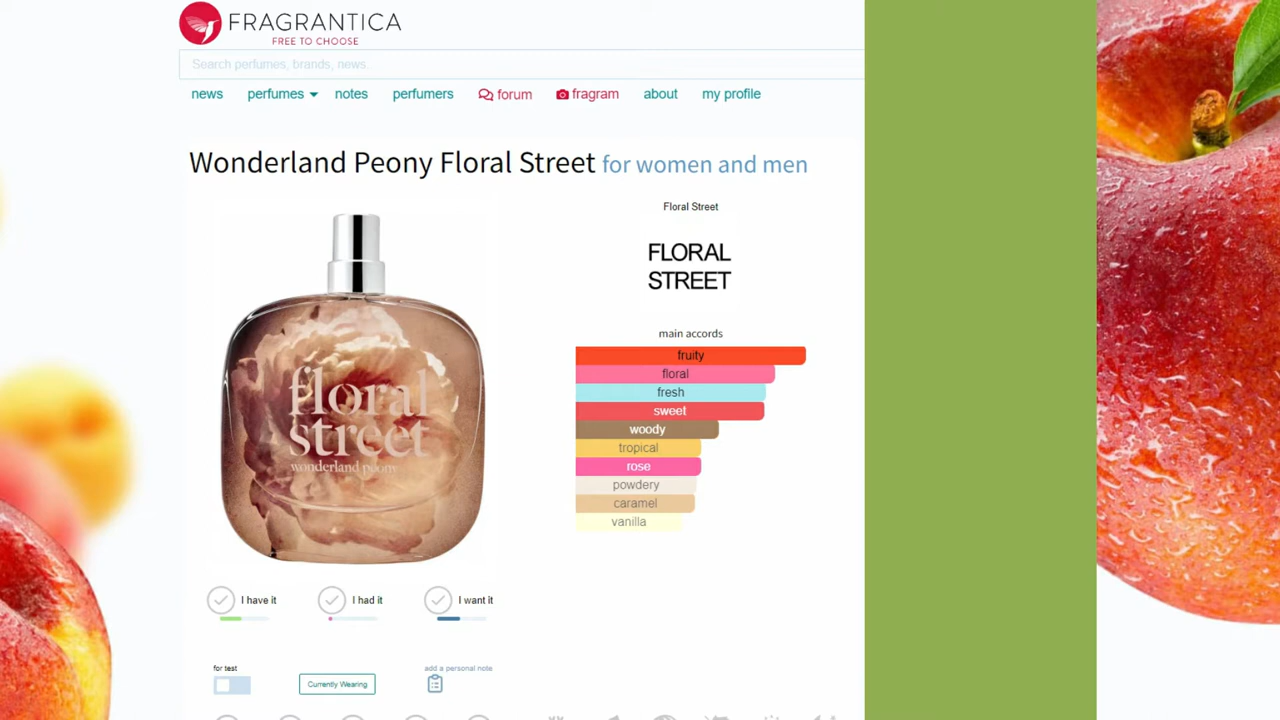 FRAGRANTICA
FREE TO CHOOSE
Search perfumes, brands, news.
news perfumes notes perfumers forum fragram about my profile
Wonderland Peony Floral Street for women and men
Floral Street
FLORAL
STREET
floral
street
wonderland peony
main accords
fruity
floral
fresh
sweet
woody
tropical
rose
powdery
caramel
vanilla
I have it I had it I want it
for test
Currently Wearing
add a personal note